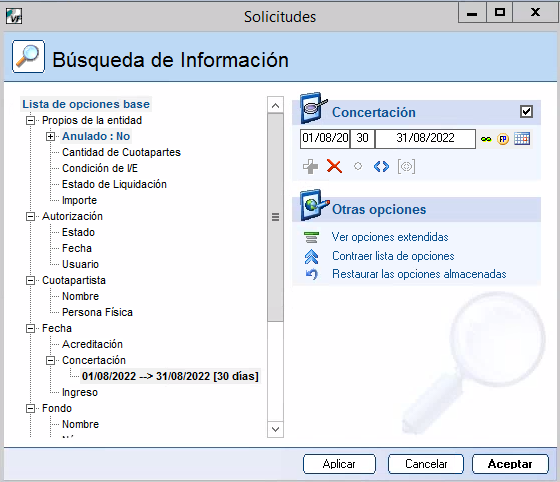 VF
Solicitudes
Búsqueda de Información
Lista de opciones base
Propios de la entidad
Anulado : No
Cantidad de Cuotapartes
Condición de I/E
Estado de Liquidación
Importe
Autorización
Estado
Fecha
Usuario
Cuotapartista
Nombre
Persona Física
Fecha
Acreditación
Concertación
01/08/2022 --> 31/08/2022 [30 días]
Ingreso
Fondo
Nombre
Concertación
01/08/20 30 31/08/2022 FP
Otras opciones
Ver opciones extendidas
Contraer lista de opciones
Restaurar las opciones almacenadas
Aplicar Cancelar Aceptar